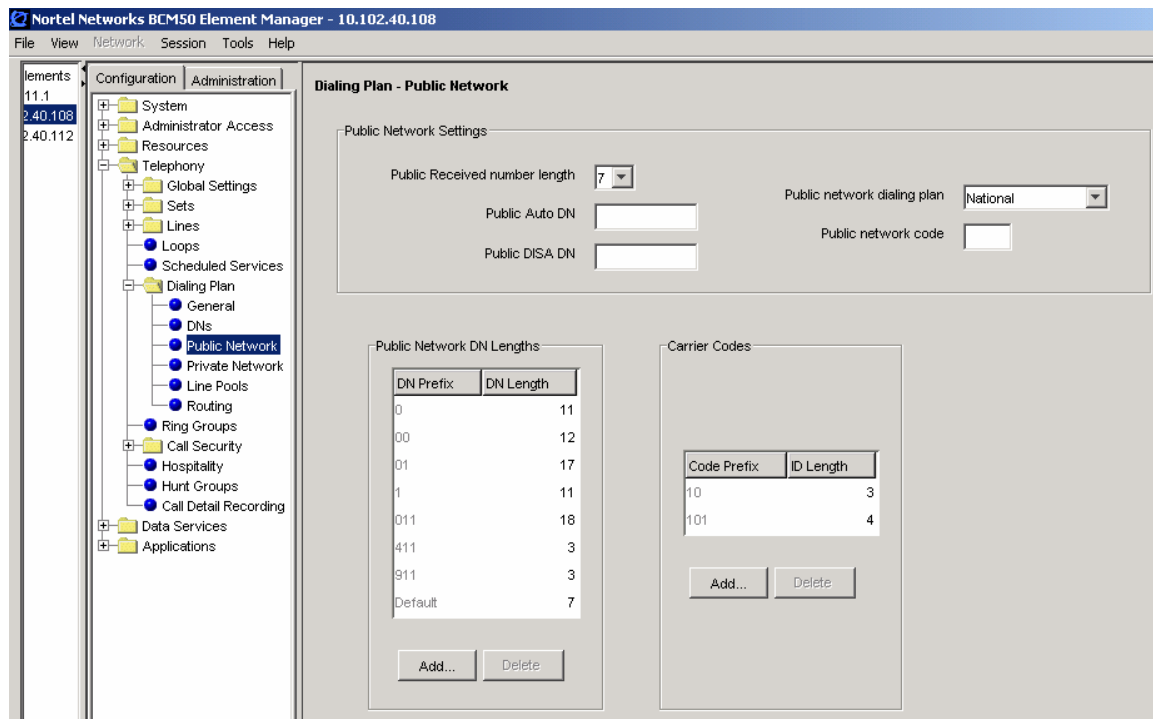 Nortel Networks BCM50 Element Manager - 10.102.40.108
File View Network Session Tools Help
lements
11.1
2.40.108
2.40.112
Configuration Administration
System
Administrator Access
Resources
Telephony
Global Settings
Sets
Lines
Loops
Scheduled Services
Dialing Plan
General
DNs
Public Network
Private Network
Line Pools
Routing
Ring Groups
Call Security
Hospitality
Hunt Groups
Call Detail Recording
Data Services
Applications
Dialing Plan - Public Network
Public Network Settings
Public Received number length 7
Public Auto DN
Public DISA DN
Public network dialing plan National
Public network code
Public Network DN Lengths
DN Prefix DN Length
0 11
00 12
01 17
1 11
011 18
411 3
911 3
Default 7
Add... Delete
Carrier Codes
Code Prefix ID Length
10 3
101 4
Add... Delete